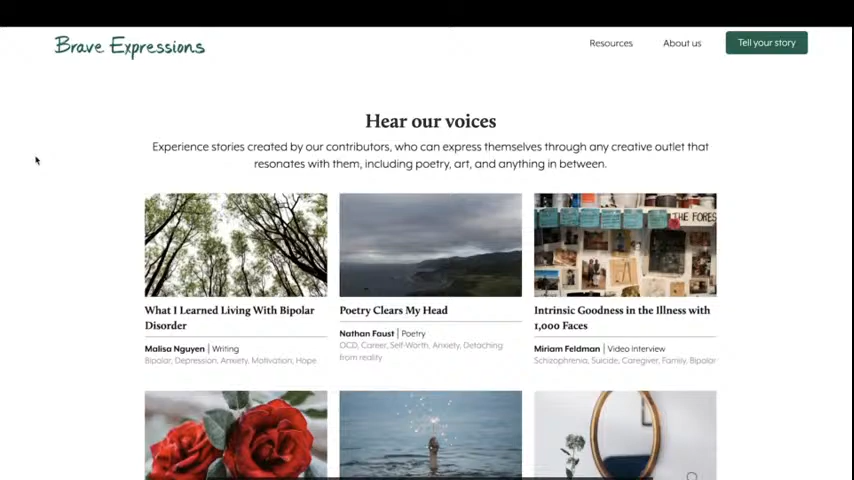 Brave Expressions
Resources
About us
Tell your story
Hear our voices
Experience stories created by our contributors, who can express themselves through any creative outlet that
resonates with them, including poetry, art, and anything in between.
THE FORES
What I Learned Living With Bipolar
Disorder
Malisa Nguyen | Writing
Bipolar, Depression, Anxiety, Motivation, Hope
Poetry Clears My Head
Nathan Faust | Poetry
OCD, Career, Self-Worth, Anxiety, Detaching
from reality
Intrinsic Goodness in the Illness with
1,000 Faces
Miriam Feldman | Video interview
Schizophrenia, Suicide, Caregiver, Family, Bipolar